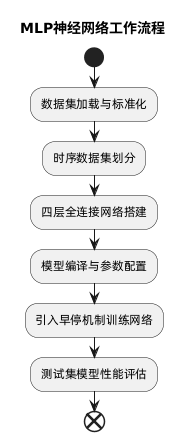 MLP神经网络工作流程
数据集加载与标准化
时序数据集划分
四层全连接网络搭建
模型编译与参数配置
引入早停机制训练网络
测试集模型性能评估